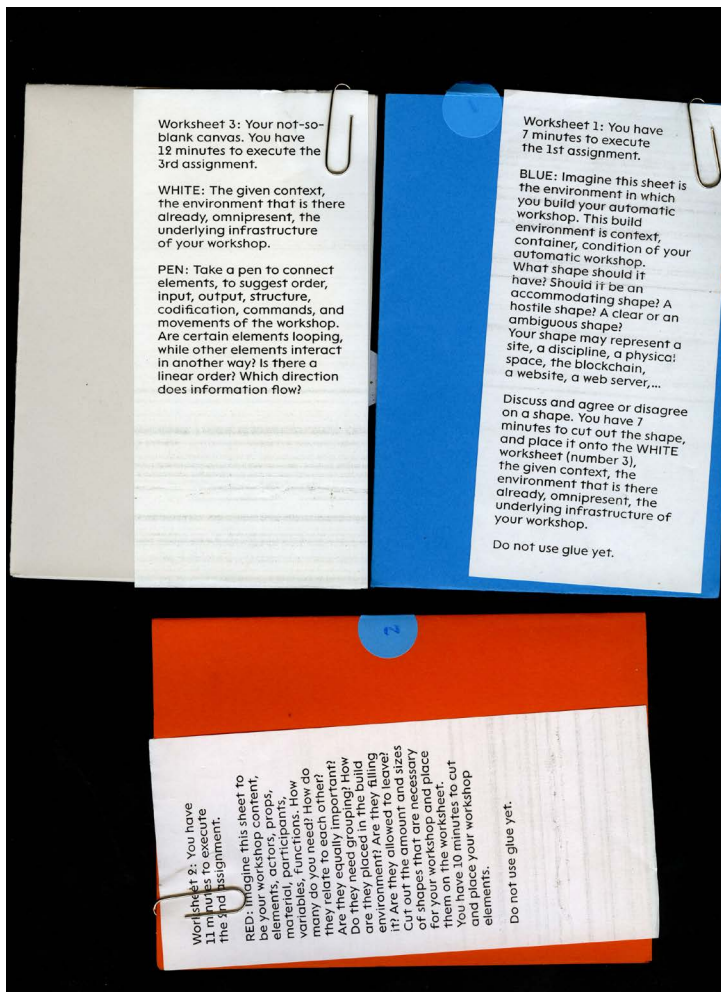 Worksheet 3: Your not-so-
blank canvas. You have
12 minutes to execute the
3rd assignment.
WHITE: The given context,
the environment that is there
already, omnipresent, the
underlying infrastructure
of your workshop.
PEN: Take a pen to connect
elements, to suggest order,
input, output, structure,
codification, commands, and
movements of the workshop.
Are certain elements looping,
while other elements interact
in another way? Is there a
linear order? Which direction
does information flow?
1
Worksheet 1: You have
7 minutes to execute
the 1st assignment.
BLUE: Imagine this sheet is
the environment in which
you build your automatic
workshop. This build
environment is context,
container, condition of your
automatic workshop.
What shape should it
have? Should it be an
accommodating shape? A
hostile shape? A clear or an
ambiguous shape?
Your shape may represent a
site, a discipline, a physical
space, the blockchain,
a website, a web server,...
Discuss and agree or disagree
on a shape. You have 7
minutes to cut out the shape,
and place it onto the WHITE
worksheet (number 3),
the given context, the
environment that is there
already, omnipresent, the
underlying infrastructure of
your workshop.
Do not use glue yet.
2
Worksheet 2: You have
11 minutes to execute
the 2nd assignment.
RED: Imagine this sheet to
be your workshop content,
elements, actors, props,
material, participants,
variables, functions. How
many do you need? How do
they relate to each other?
Are they equally important?
Do they need grouping? How
are they placed in the build
environment? Are they filling
it? Are they allowed to leave?
Cut out the amount and sizes
of shapes that are necessary
for your workshop and place
them on the worksheet.
You have 10 minutes to cut
and place your workshop
elements.
Do not use glue yet.